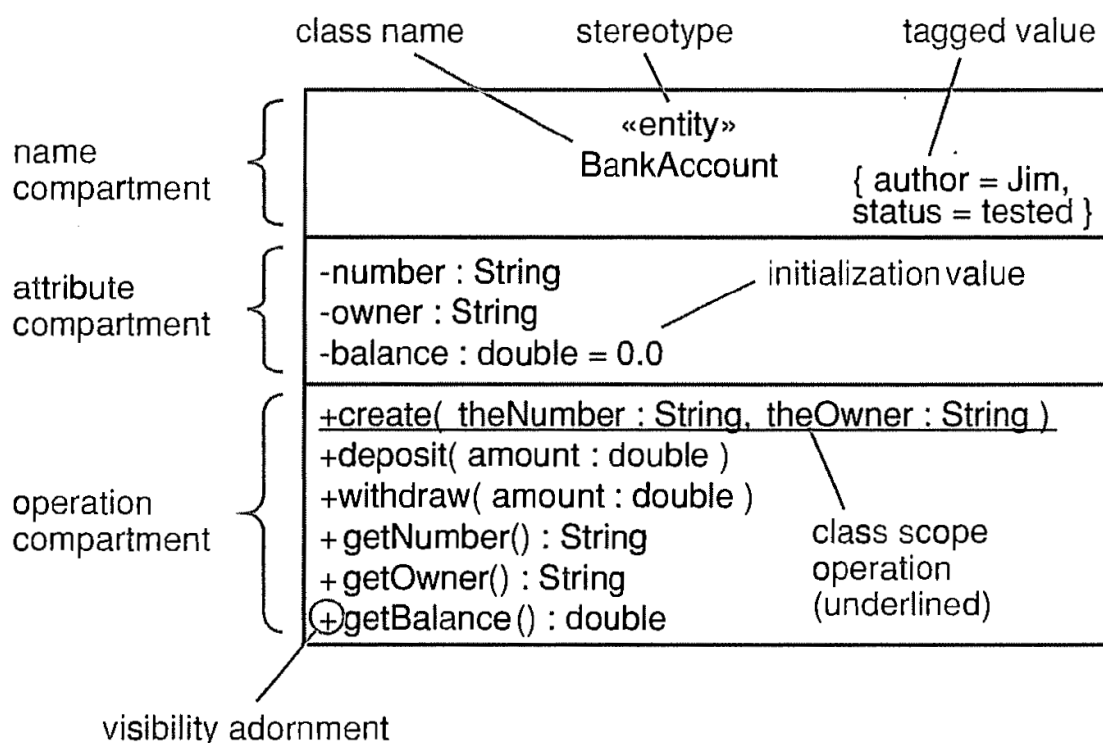 class name stereotype tagged value
«entity»
BankAccount
name
compartment
{ author = Jim,
status = tested }
attribute
compartment
-number : String
-owner : String
-balance : double = 0.0
initialization value
operation
compartment
+create( theNumber : String, theOwner : String )
+deposit( amount : double )
+withdraw( amount : double )
+getNumber() : String
+getOwner() : String
+getBalance() : double
class scope
operation
(underlined)
visibility adornment